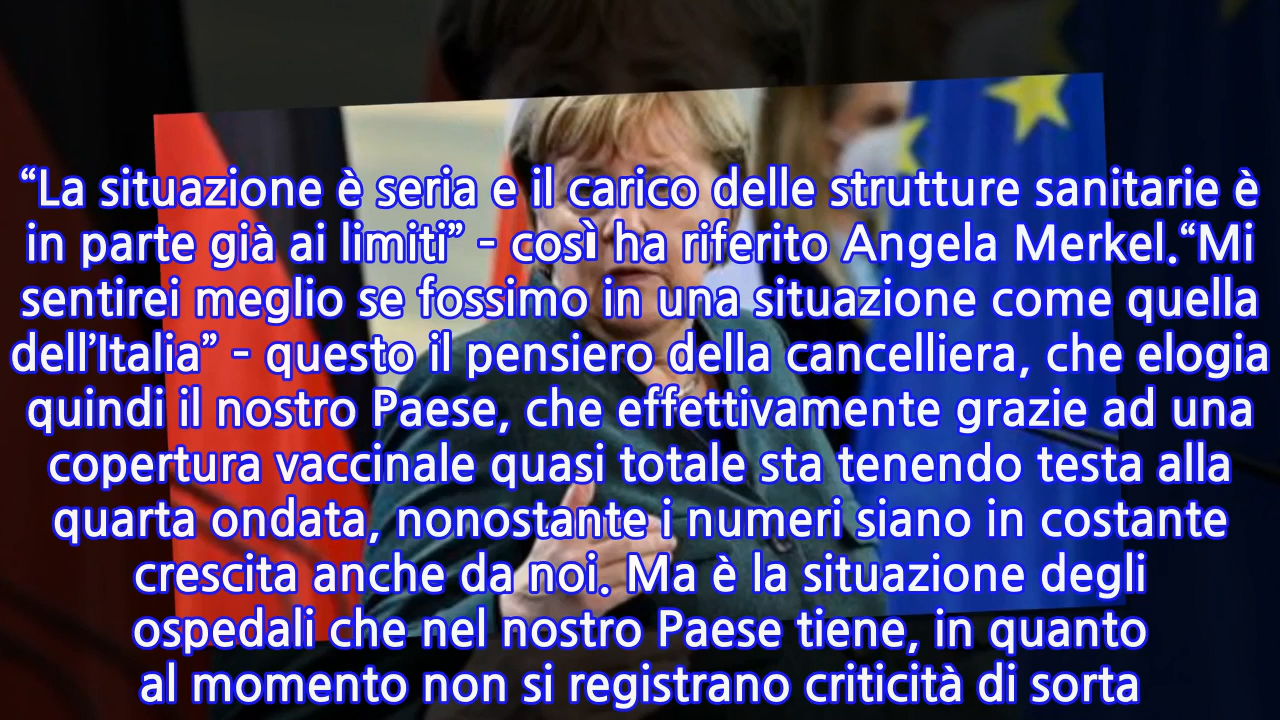 “La situazione è seria e il carico delle strutture sanitarie è
in parte già ai limiti” - così ha riferito Angela Merkel.“Mi
sentirei meglio se fossimo in una situazione come quella
dell’Italia” - questo il pensiero della cancelliera, che elogia
quindi il nostro Paese, che effettivamente grazie ad una
copertura vaccinale quasi totale sta tenendo testa alla
quarta ondata, nonostante i numeri siano in costante
crescita anche da noi. Ma è la situazione degli
ospedali che nel nostro Paese tiene, in quanto
al momento non si registrano criticità di sorta